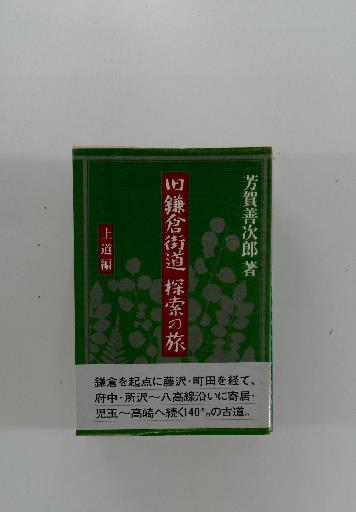 芳賀善次郎 著
旧鎌倉街道 探索の旅
上道編
鎌倉を起点に藤沢・町田を経て、
府中・所沢〜八高線沿いに寄居・
児玉〜高崎へ続く140㌔の古道。